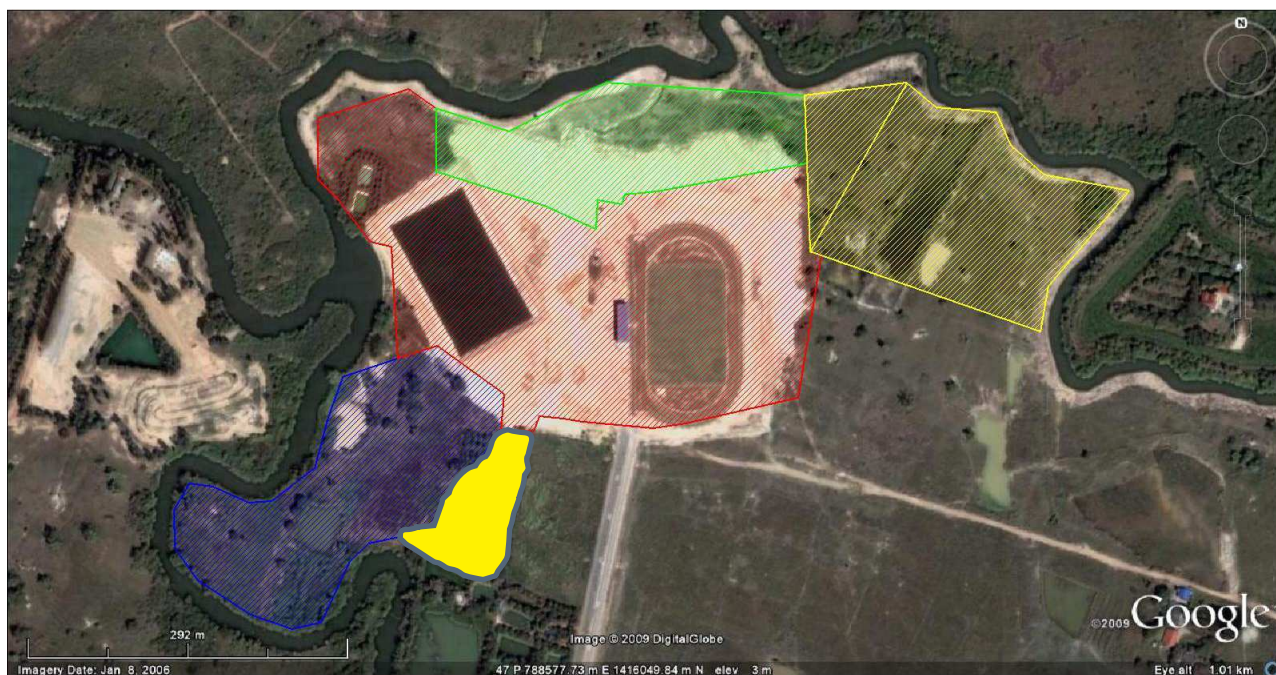 N
292 m
Image © 2009 DigitalGlobe
©2009 Google
Imagery Date: Jan 8, 2006
47 P 788577.73 m E 1416049.84 m N elev 3 m
Eye alt 1.01 km